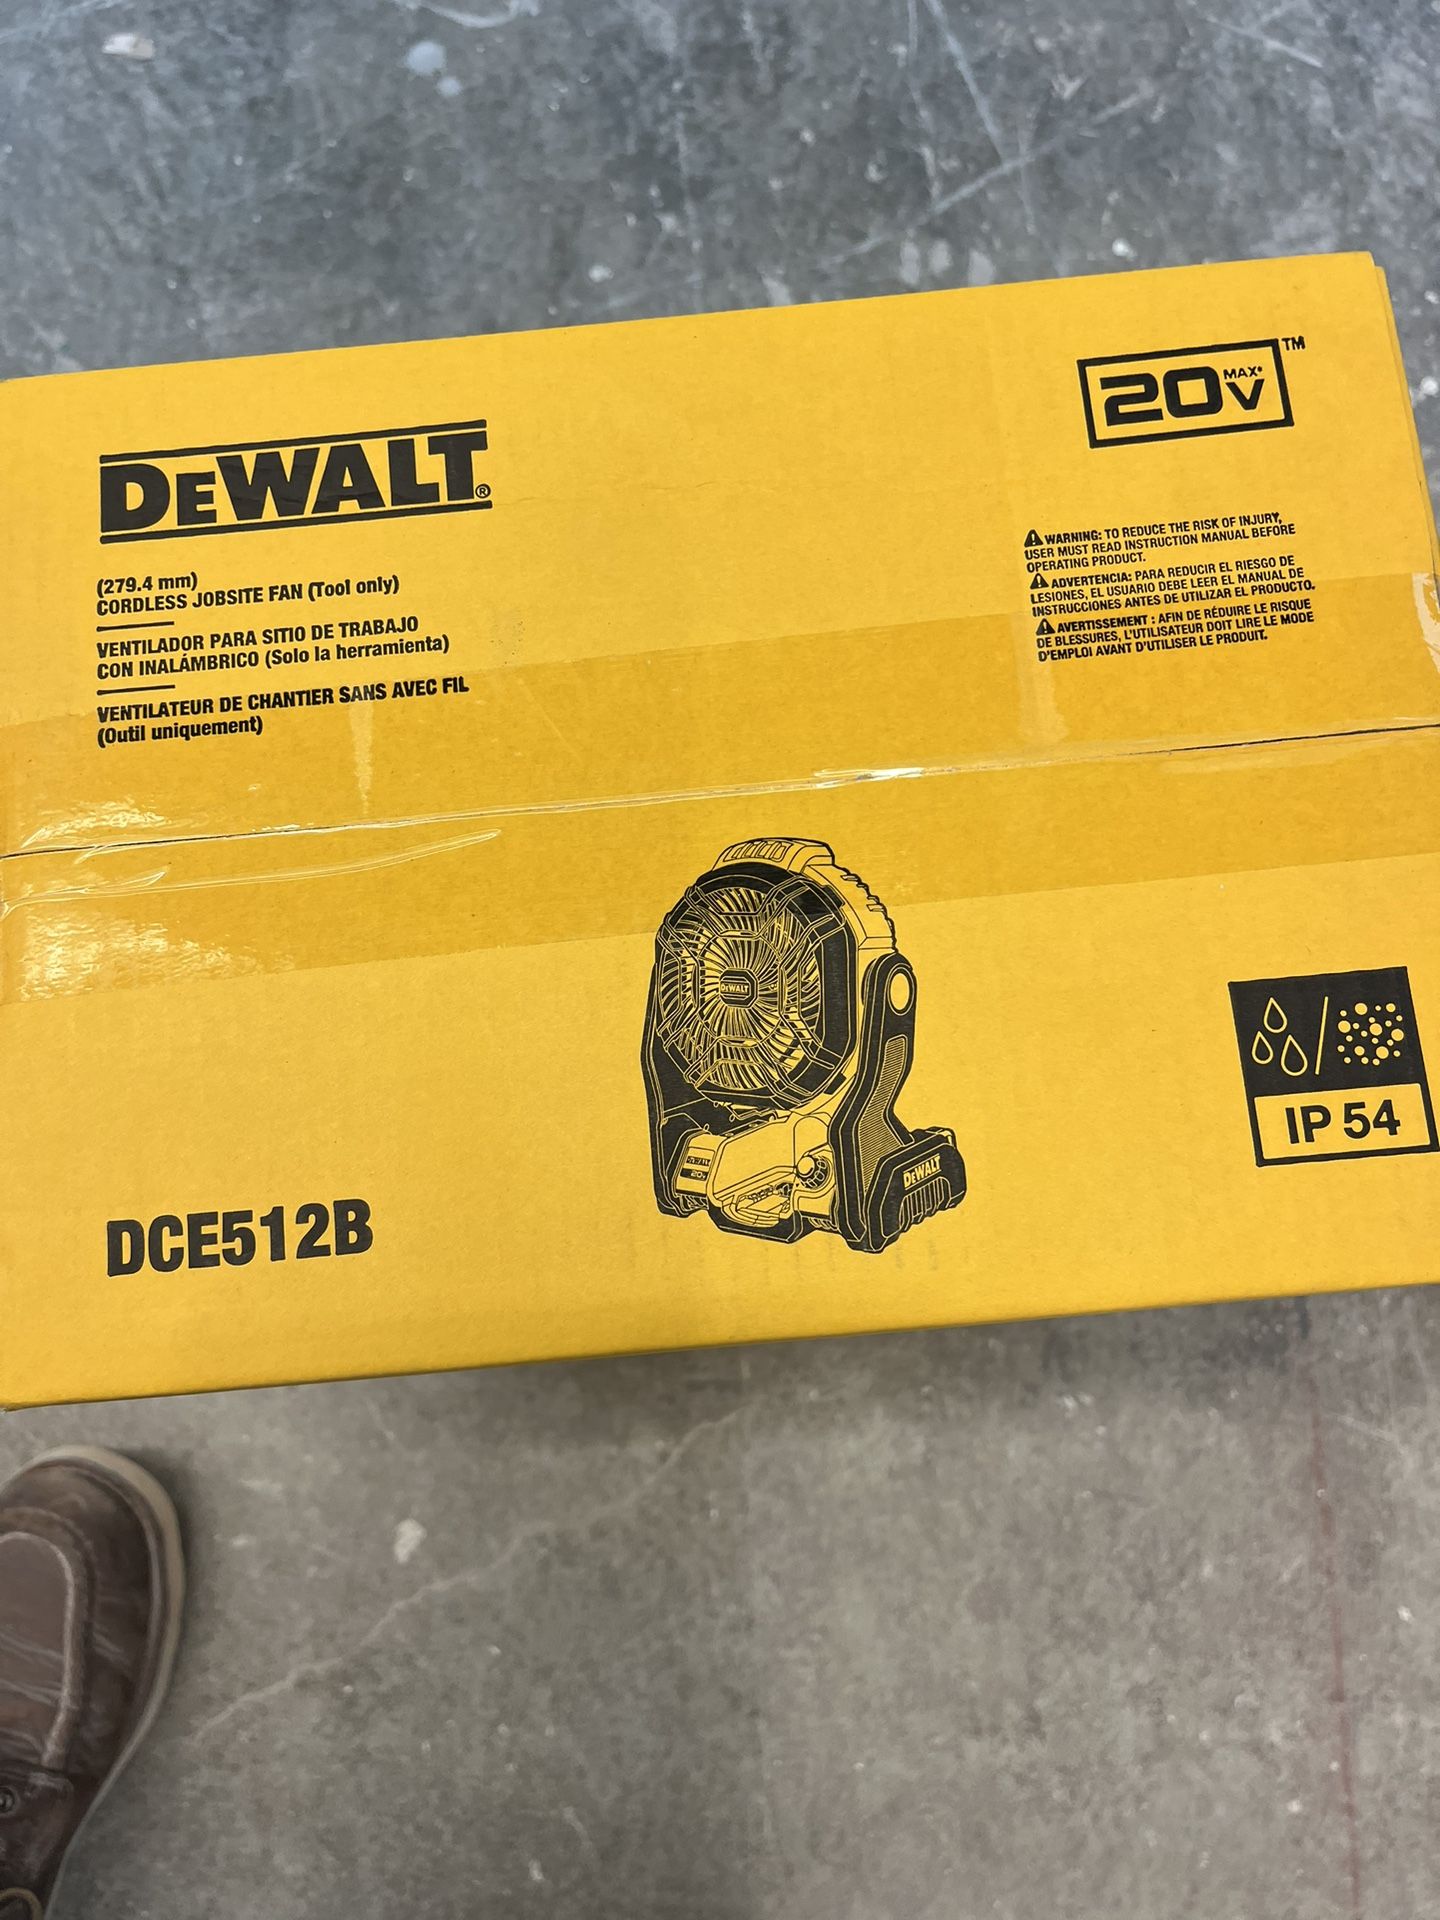 DEWALT®
20V MAX* ™
(279.4 mm)
CORDLESS JOBSITE FAN (Tool only)
VENTILADOR PARA SITIO DE TRABAJO
CON INALÁMBRICO (Solo la herramienta)
VENTILATEUR DE CHANTIER SANS AVEC FIL
(Outil uniquement)
WARNING: TO REDUCE THE RISK OF INJURY,
USER MUST READ INSTRUCTION MANUAL BEFORE
OPERATING PRODUCT.
ADVERTENCIA: PARA REDUCIR EL RIESGO DE
LESIONES, EL USUARIO DEBE LEER EL MANUAL DE
INSTRUCCIONES ANTES DE UTILIZAR EL PRODUCTO.
AVERTISSEMENT : AFIN DE RÉDUIRE LE RISQUE
DE BLESSURES, L'UTILISATEUR DOIT LIRE LE MODE
D'EMPLOI AVANT D'UTILISER LE PRODUIT.
DEWALT
DEWALT
20V
DEWALT
IP 54
DCE512B